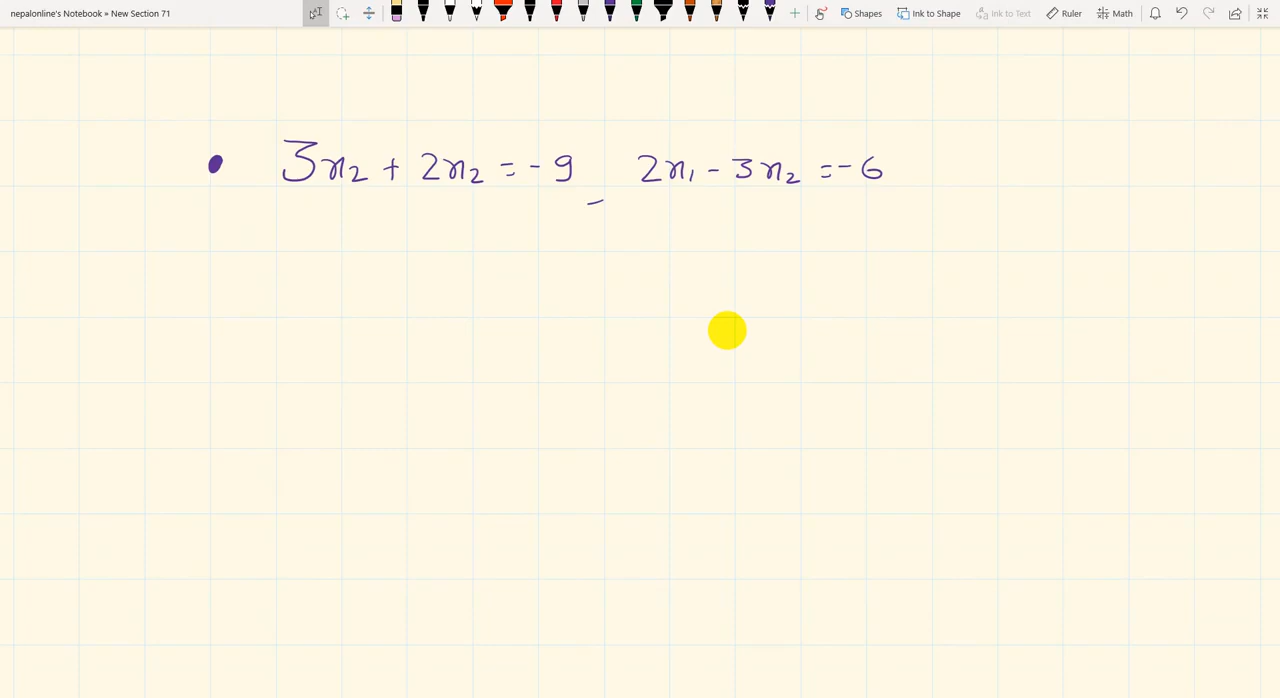 nepalonline's Notebook » New Section 71
Shapes Ink to Shape Ink to Text Ruler Math
3x₂ + 2x₂ = - 9 2x₁ - 3x₂ = - 6